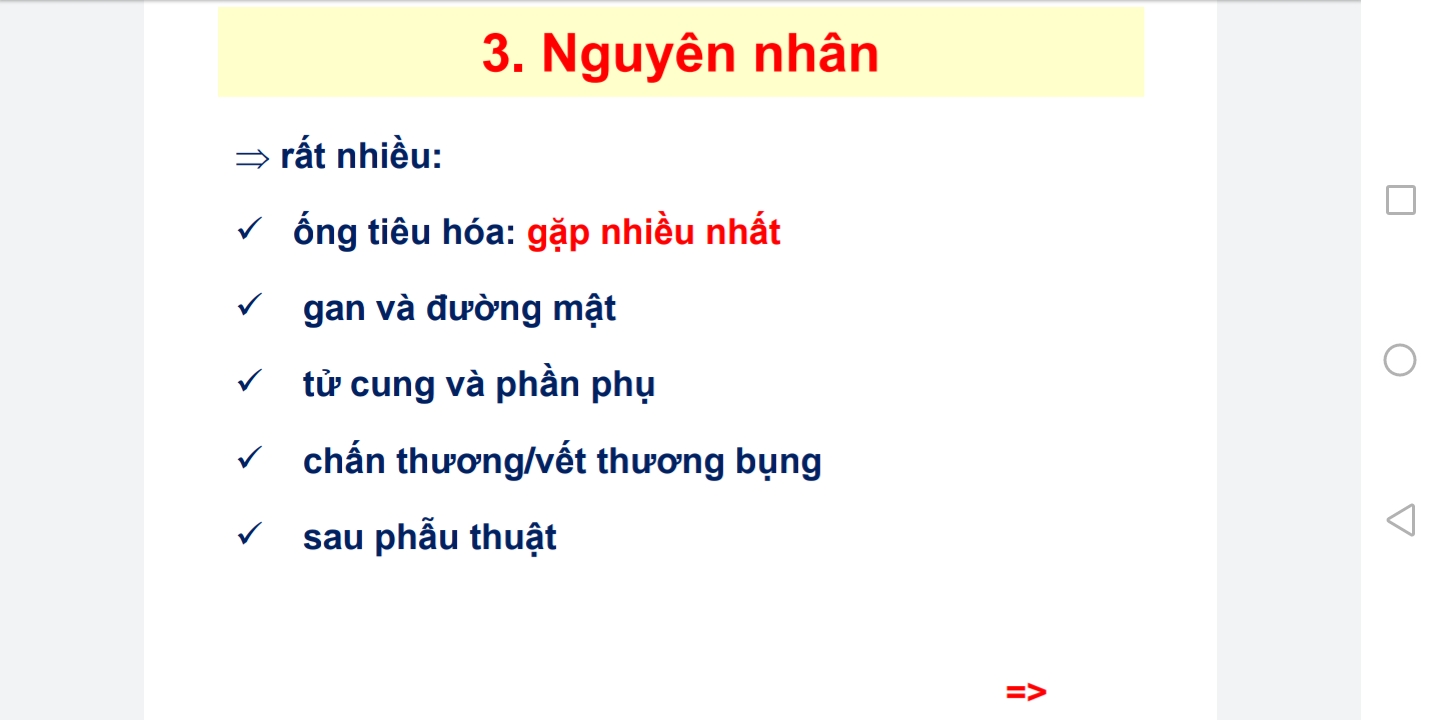 3. Nguyên nhân
⇒ rất nhiều:
✓ ống tiêu hóa: gặp nhiều nhất
✓ gan và đường mật
✓ tử cung và phần phụ
✓ chấn thương/vết thương bụng
✓ sau phẫu thuật
=>